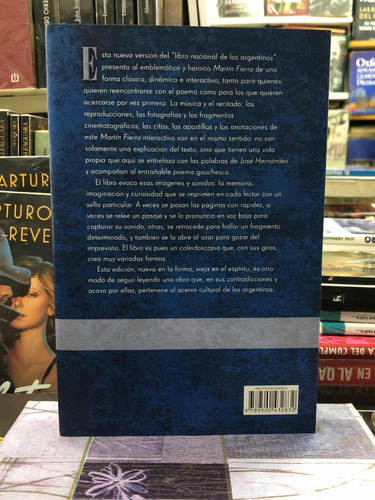 Esta nueva versión del "libro nacional de los argentinos"
presenta al emblemático y heroico Martín Fierro de una
forma clásica, dinámica e interactiva, tanto para quienes
quieren reencontrarse con el poema como para los que quieren
acercarse por vez primera. La música y el recitado; las
reproducciones, las fotografías y los fragmentos
cinematográficos; las citas, las apostillas y las anotaciones de
este Martín Fierro interactivo van en el mismo sentido: no
son solamente una explicación del texto, sino que tienen una vida
propia que aquí se entrelaza con las palabras de José Hernández
y acompañan al entrañable poema gauchesco.
El libro evoca esas imágenes y sonidos: la memoria,
imaginación y curiosidad que se imprimen en cada lector con un
sello particular. A veces se pasan las páginas con rapidez, a
veces se relee un pasaje y se lo pronuncia en voz baja para
capturar su sonido; otras, se retrocede para hallar un fragmento
determinado, y también se lo abre al azar para gozar del
imprevisto. El libro es pues un caleidoscopio que, con sus giros,
creó muy variadas formas.
Esta edición, nueva en la forma, vieja en el espíritu, es otro
modo de seguir leyendo una obra que, en sus contradicciones y
acaso por ellas, pertenece al acervo cultural de los argentinos.
9 789500 432832
ARTURO
PTURO
REVE